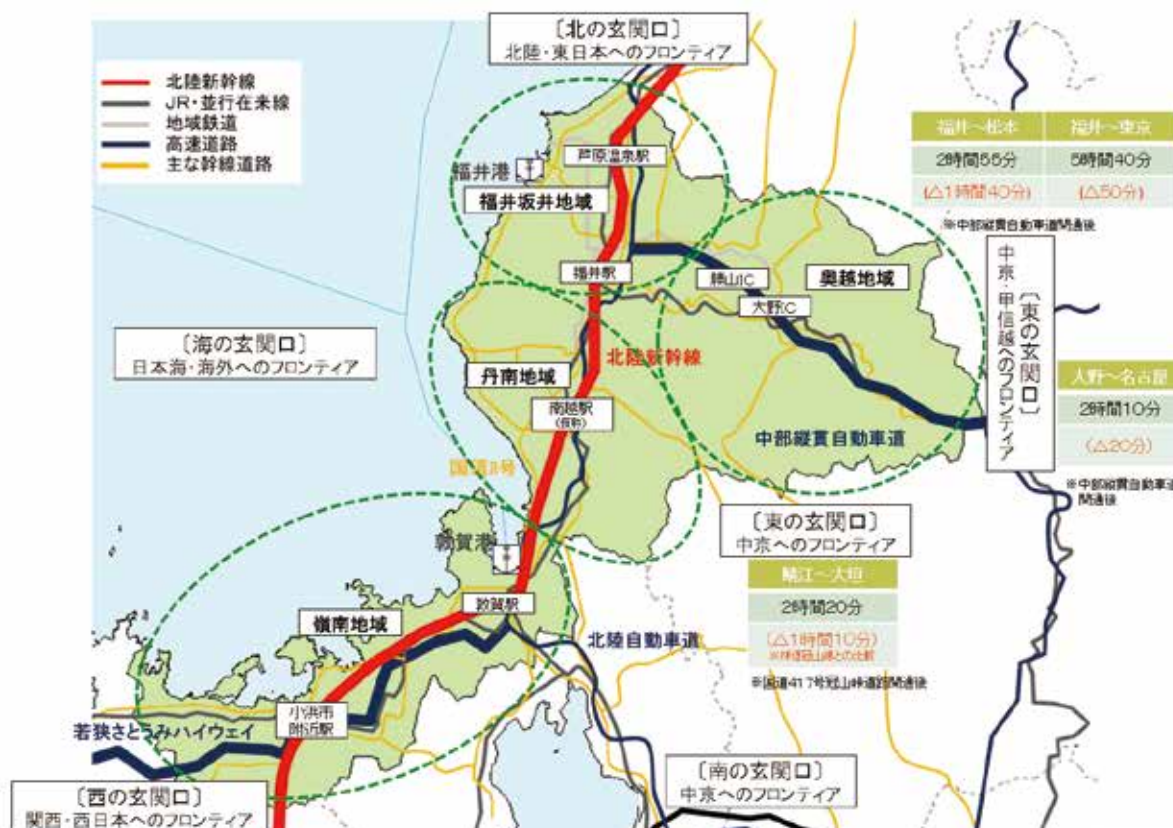 〔北の玄関口〕
北陸・東日本へのフロンティア
北陸新幹線
JR・並行在来線
地域鉄道
高速道路
主な幹線道路
福井~松本
福井~東京
2時間55分
5時間40分
(△1時間40分)
(△50分)
※中部縦貫自動車道開通後
芦原温泉駅
福井港
福井坂井地域
福井駅
勝山IC
大野IC
奥越地域
〔東の玄関口〕
中京・甲信越へのフロンティア
〔海の玄関口〕
日本海・海外へのフロンティア
北陸新幹線
丹南地域
南越駅
(仮称)
中部縦貫自動車道
大野~名古屋
2時間10分
(△20分)
※中部縦貫自動車道
開通後
国道8号
〔東の玄関口〕
中京へのフロンティア
敦賀港
鯖江~大垣
2時間20分
(△1時間10分)
※国道417号冠山峠道路開通後
敦賀駅
嶺南地域
北陸自動車道
小浜市
附近駅
若狭さとうみハイウェイ
〔南の玄関口〕
中京へのフロンティア
〔西の玄関口〕
関西・西日本へのフロンティア